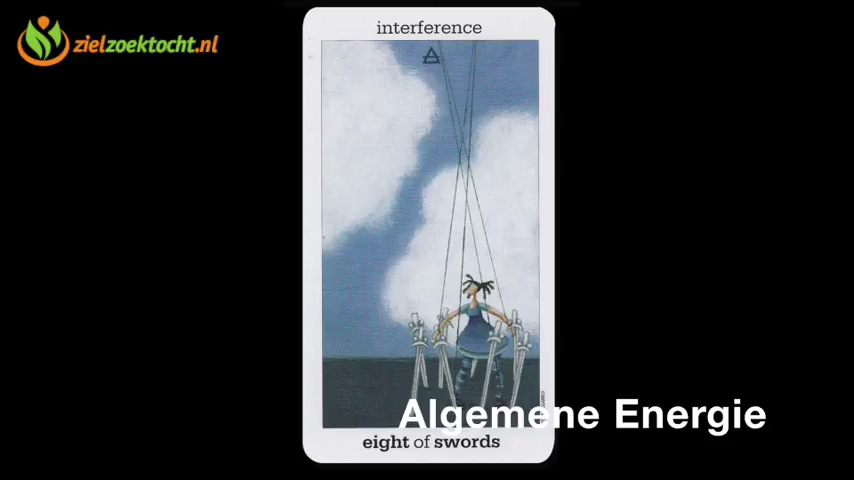 zielzoektocht.nl
interference
Algemene Energie
eight of swords